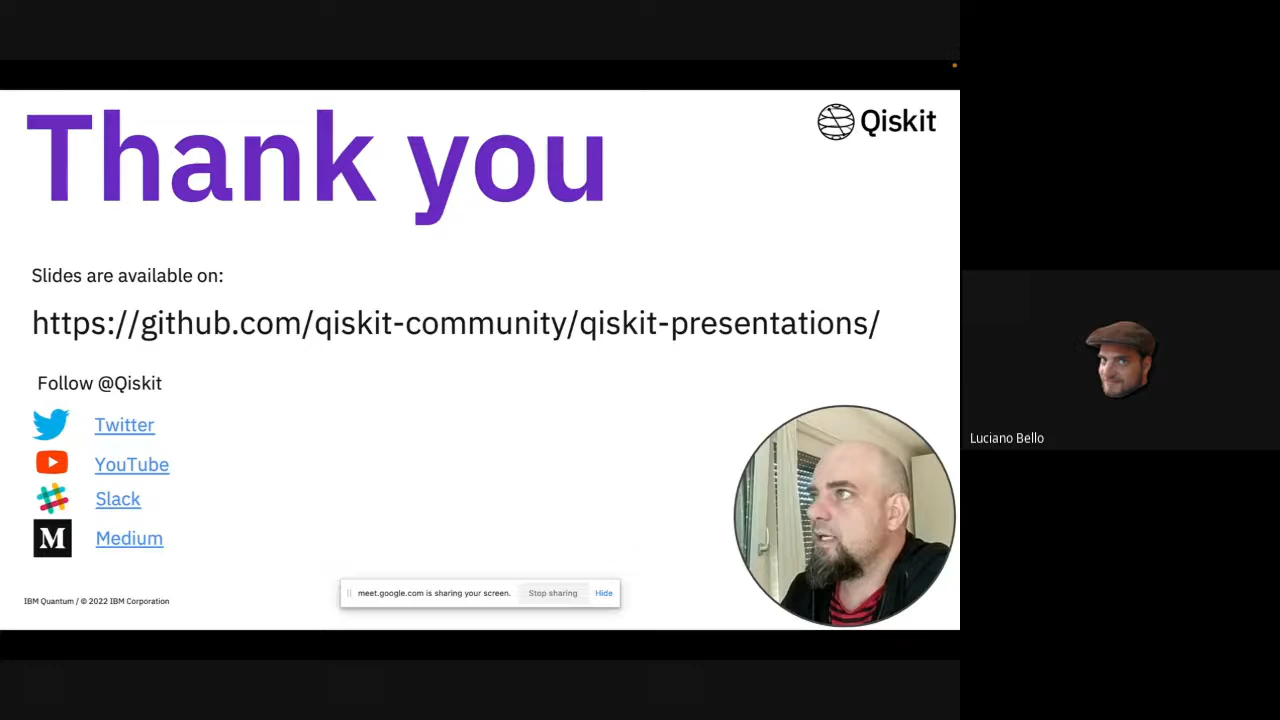 Thank you
Qiskit
Slides are available on:
https://github.com/qiskit-community/qiskit-presentations/
Follow @Qiskit
Twitter
YouTube
Slack
M
Medium
Luciano Bello
meet.google.com is sharing your screen. Stop sharing Hide
IBM Quantum / © 2022 IBM Corporation